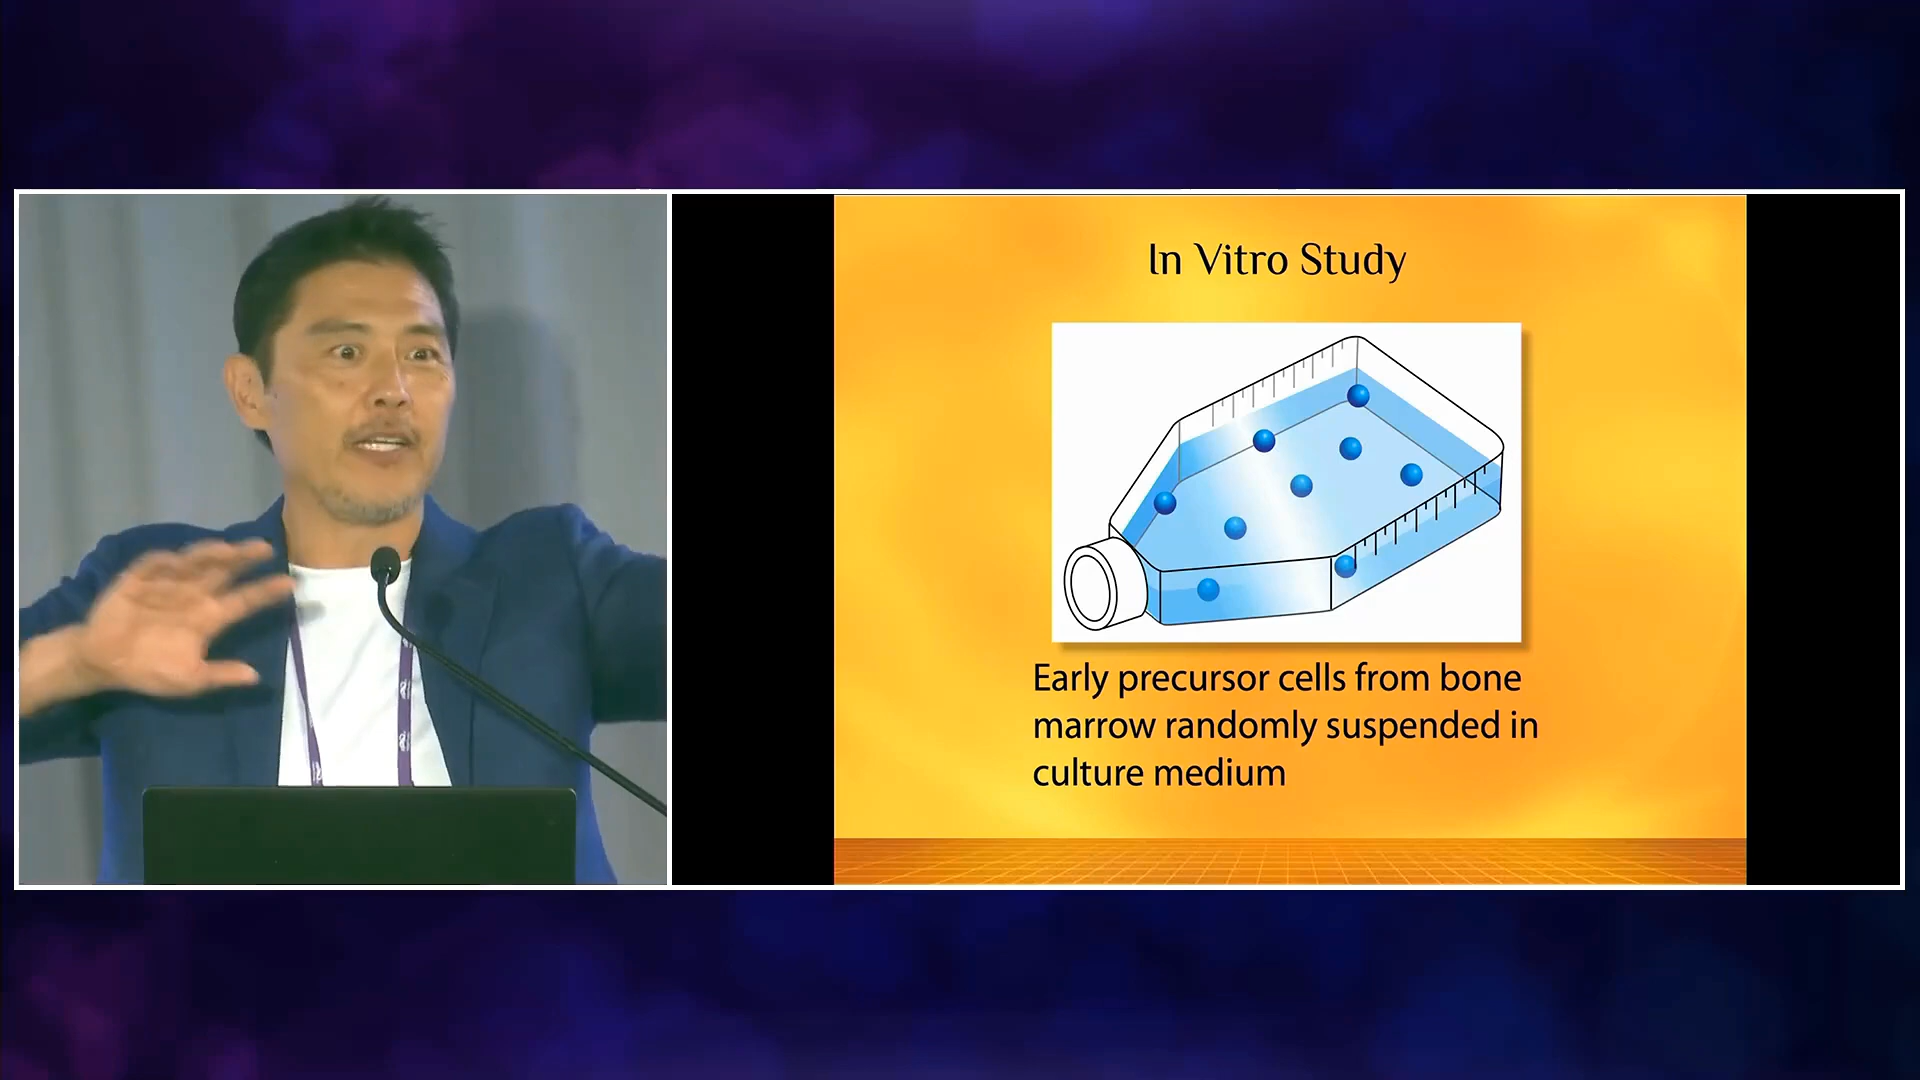 In Vitro Study
Early precursor cells from bone
marrow randomly suspended in
culture medium